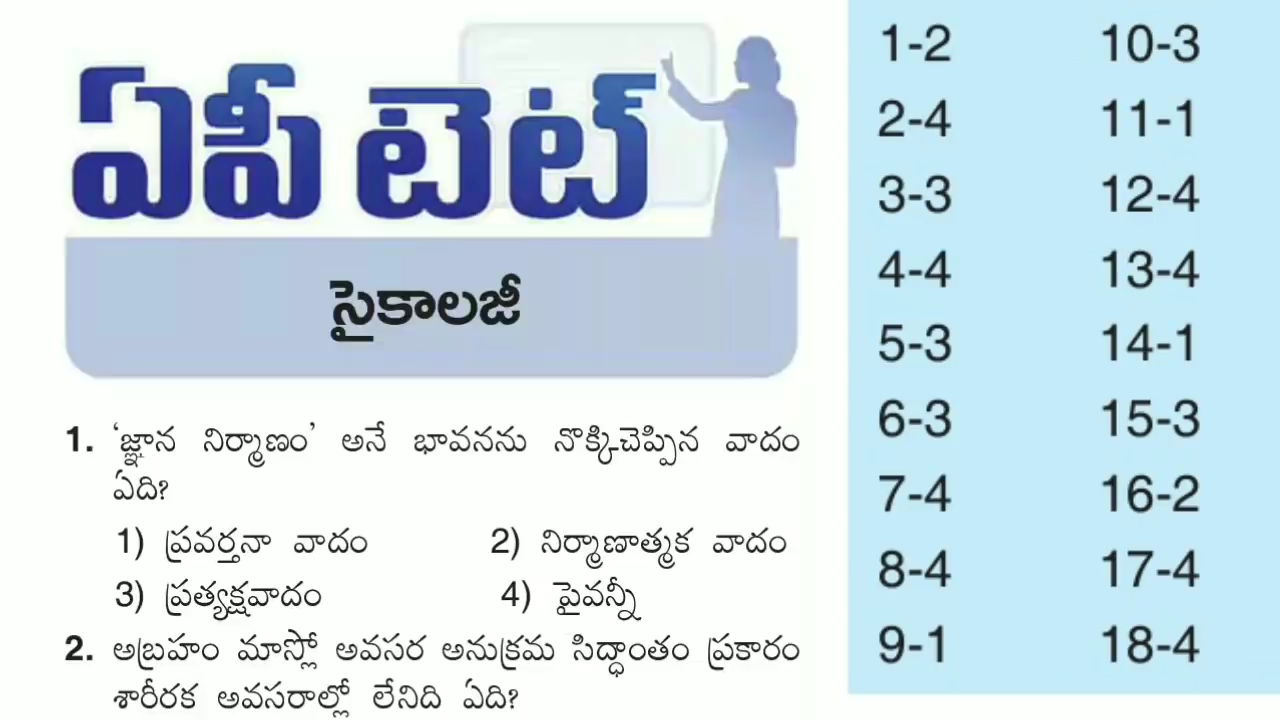 ఏపీ టెట్
సైకాలజీ
1. ‘జ్ఞాన నిర్మాణం’ అనే భావనను నొక్కిచెప్పిన వాదం
ఏది?
1) ప్రవర్తనా వాదం 2) నిర్మాణాత్మక వాదం
3) ప్రత్యక్షవాదం 4) పైవన్నీ
2. అబ్రహం మాస్లో అవసర అనుక్రమ సిద్ధాంతం ప్రకారం
శారీరక అవసరాల్లో లేనిది ఏది?
1-2 10-3
2-4 11-1
3-3 12-4
4-4 13-4
5-3 14-1
6-3 15-3
7-4 16-2
8-4 17-4
9-1 18-4